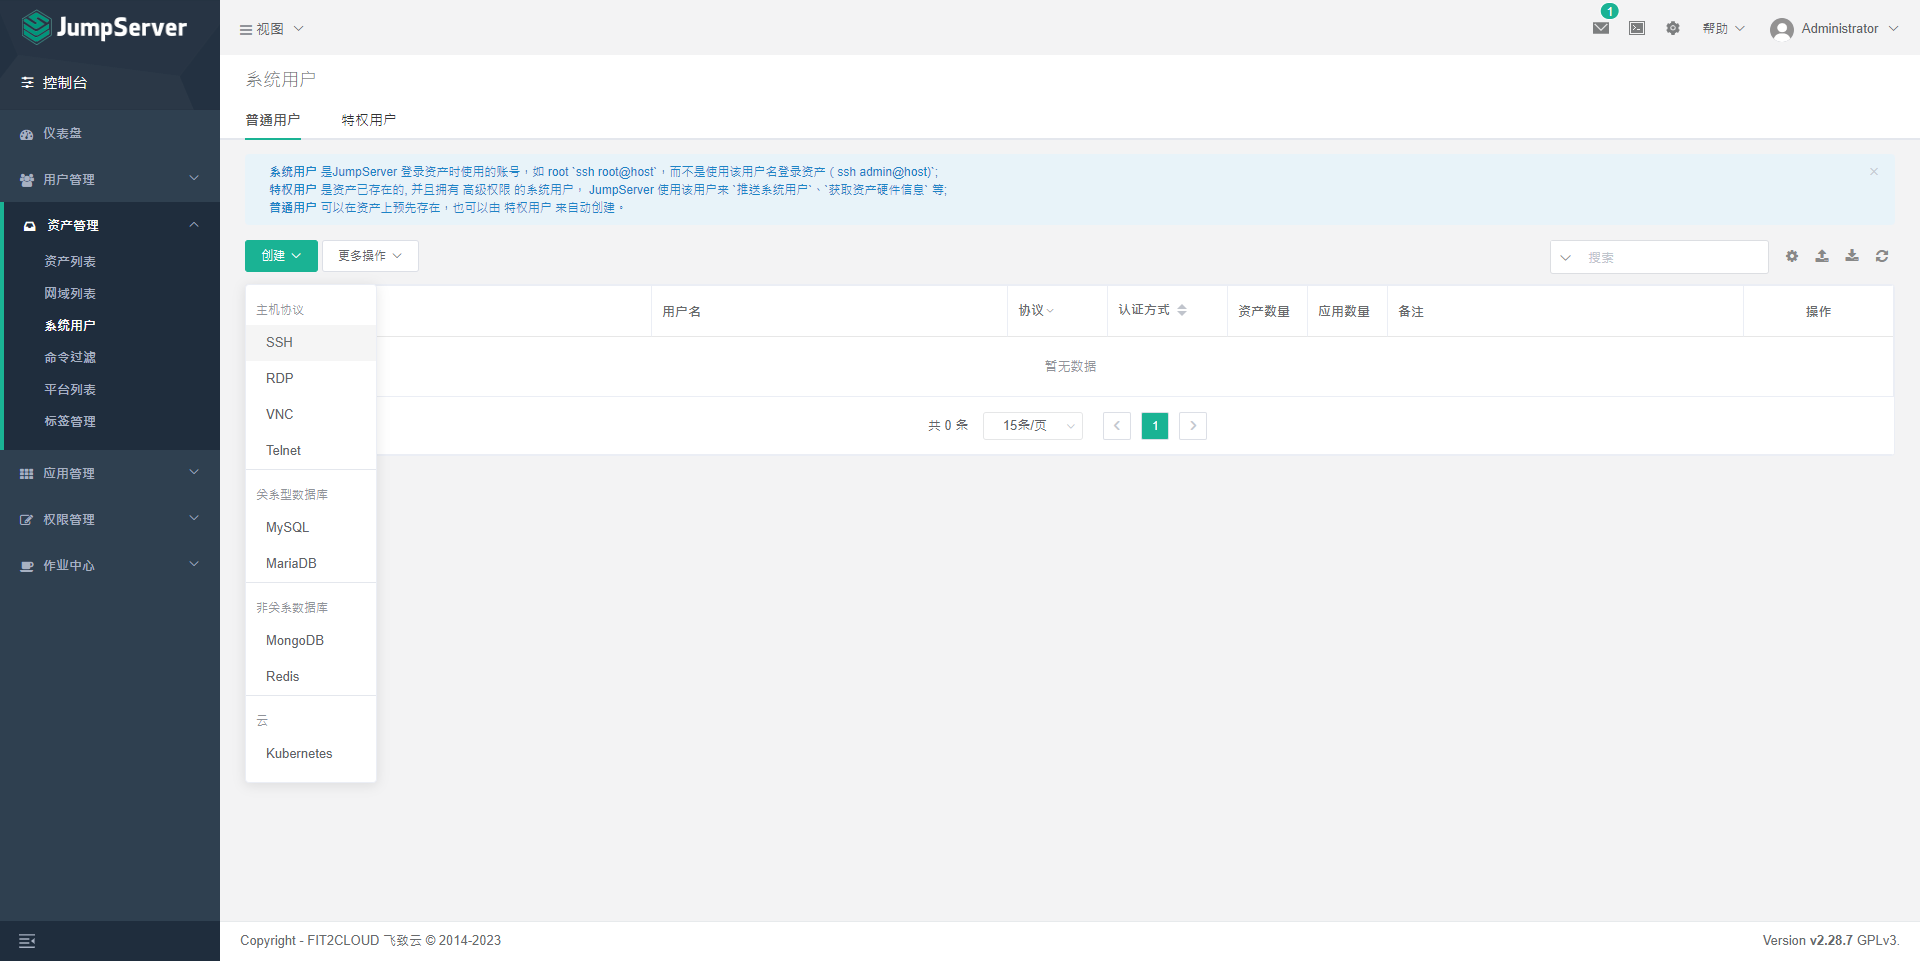 JumpServer
控制台
仪表盘
用户管理
资产管理
资产列表
网域列表
系统用户
命令过滤
平台列表
标签管理
应用管理
权限管理
作业中心
视图
1
帮助
Administrator
系统用户
普通用户 特权用户
系统用户 是JumpServer 登录资产时使用的账号，如 root `ssh root@host`，而不是使用该用户名登录资产 ( ssh admin@host)`;
特权用户 是资产已存在的, 并且拥有 高级权限 的系统用户， JumpServer 使用该用户来 `推送系统用户`、`获取资产硬件信息` 等;
普通用户 可以在资产上预先存在，也可以由 特权用户 来自动创建。
创建 更多操作 搜索
用户名 协议 认证方式 资产数量 应用数量 备注 操作
暂无数据
共 0 条 15条/页 1
主机协议
SSH
RDP
VNC
Telnet
关系型数据库
MySQL
MariaDB
非关系数据库
MongoDB
Redis
云
Kubernetes
Copyright - FIT2CLOUD 飞致云 © 2014-2023
Version v2.28.7 GPLv3.